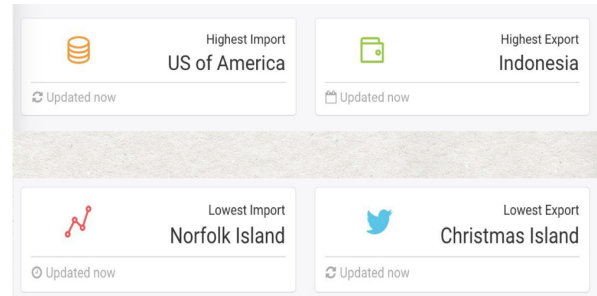 Highest Import
US of America
Updated now
Highest Export
Indonesia
Updated now
Lowest Import
Norfolk Island
Updated now
Lowest Export
Christmas Island
Updated now